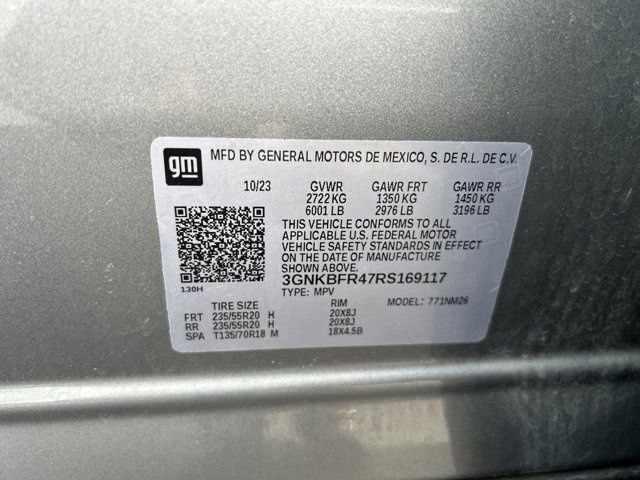 gm MFD BY GENERAL MOTORS DE MEXICO, S. DE R.L. DE C.V.
10/23 GVWR GAWR FRT GAWR RR
2722 KG 1350 KG 1450 KG
6001 LB 2976 LB 3196 LB
THIS VEHICLE CONFORMS TO ALL
APPLICABLE U.S. FEDERAL MOTOR
VEHICLE SAFETY STANDARDS IN EFFECT
ON THE DATE OF MANUFACTURE
SHOWN ABOVE.
3GNKBFR47RS169117
130H
TYPE: MPV
TIRE SIZE RIM MODEL: 771NM26
FRT 235/55R20 H 20X8J
RR 235/55R20 H 20X8J
SPA T135/70R18 M 18X4.5B